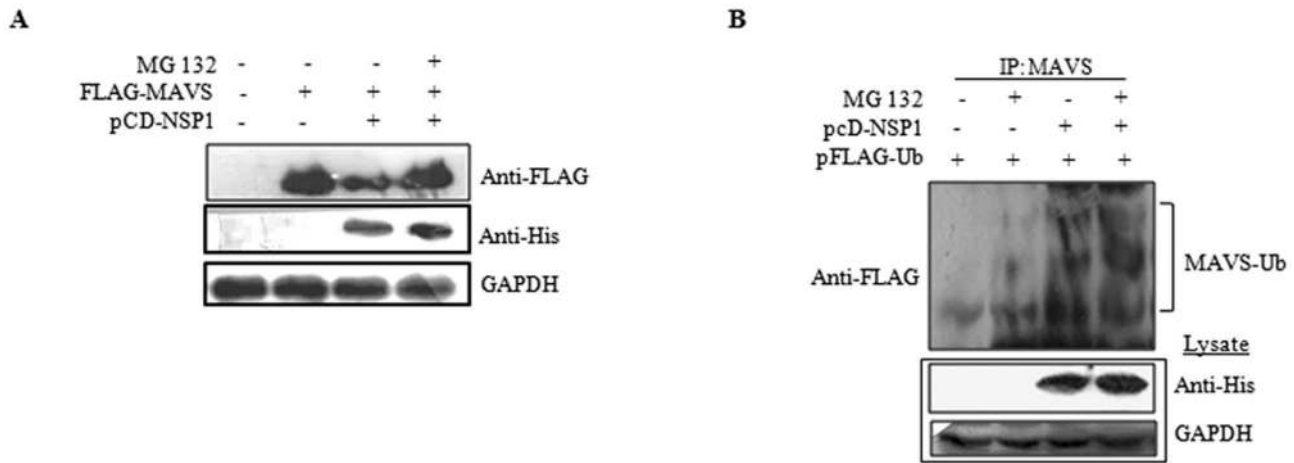 A
MG 132 - - - +
FLAG-MAVS - + + +
pCD-NSP1 - - + +
Anti-FLAG
Anti-His
GAPDH
B
IP: MAVS
MG 132 - + - +
pcD-NSP1 - - + +
pFLAG-Ub + + + +
Anti-FLAG
MAVS-Ub
Lysate
Anti-His
GAPDH